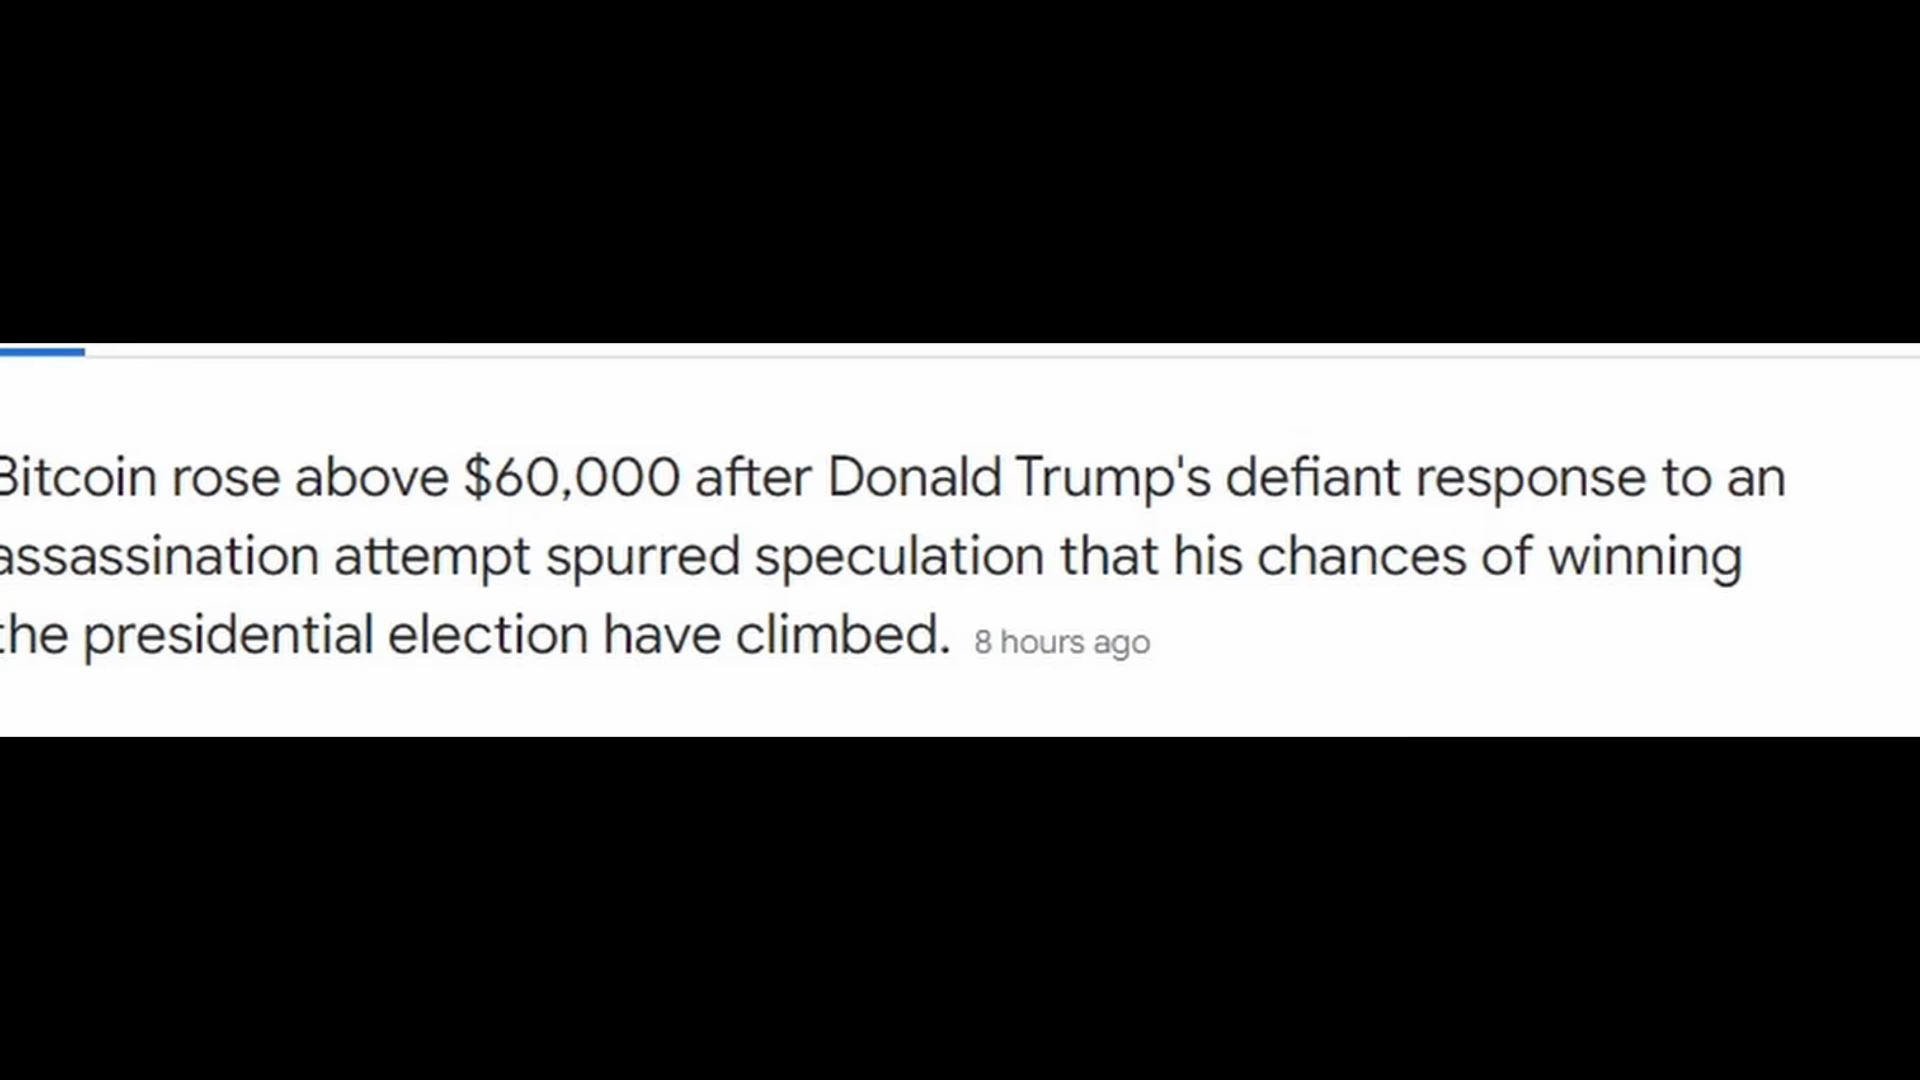 Bitcoin rose above $60,000 after Donald Trump's defiant response to an
assassination attempt spurred speculation that his chances of winning
the presidential election have climbed. 8 hours ago